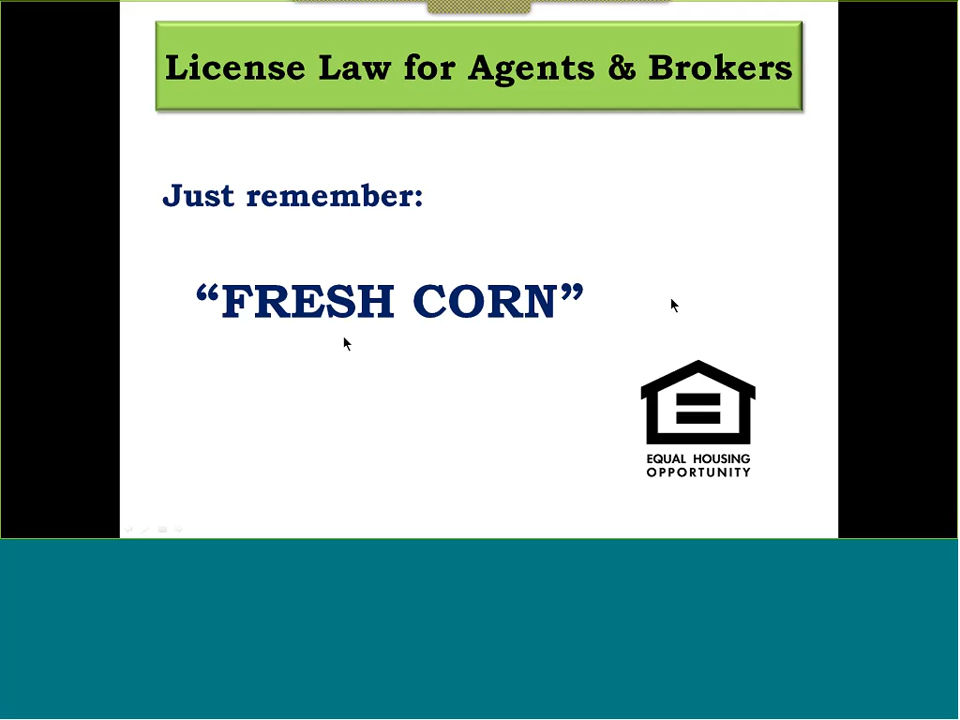 License Law for Agents & Brokers
Just remember:
“FRESH CORN”
EQUAL HOUSING
OPPORTUNITY